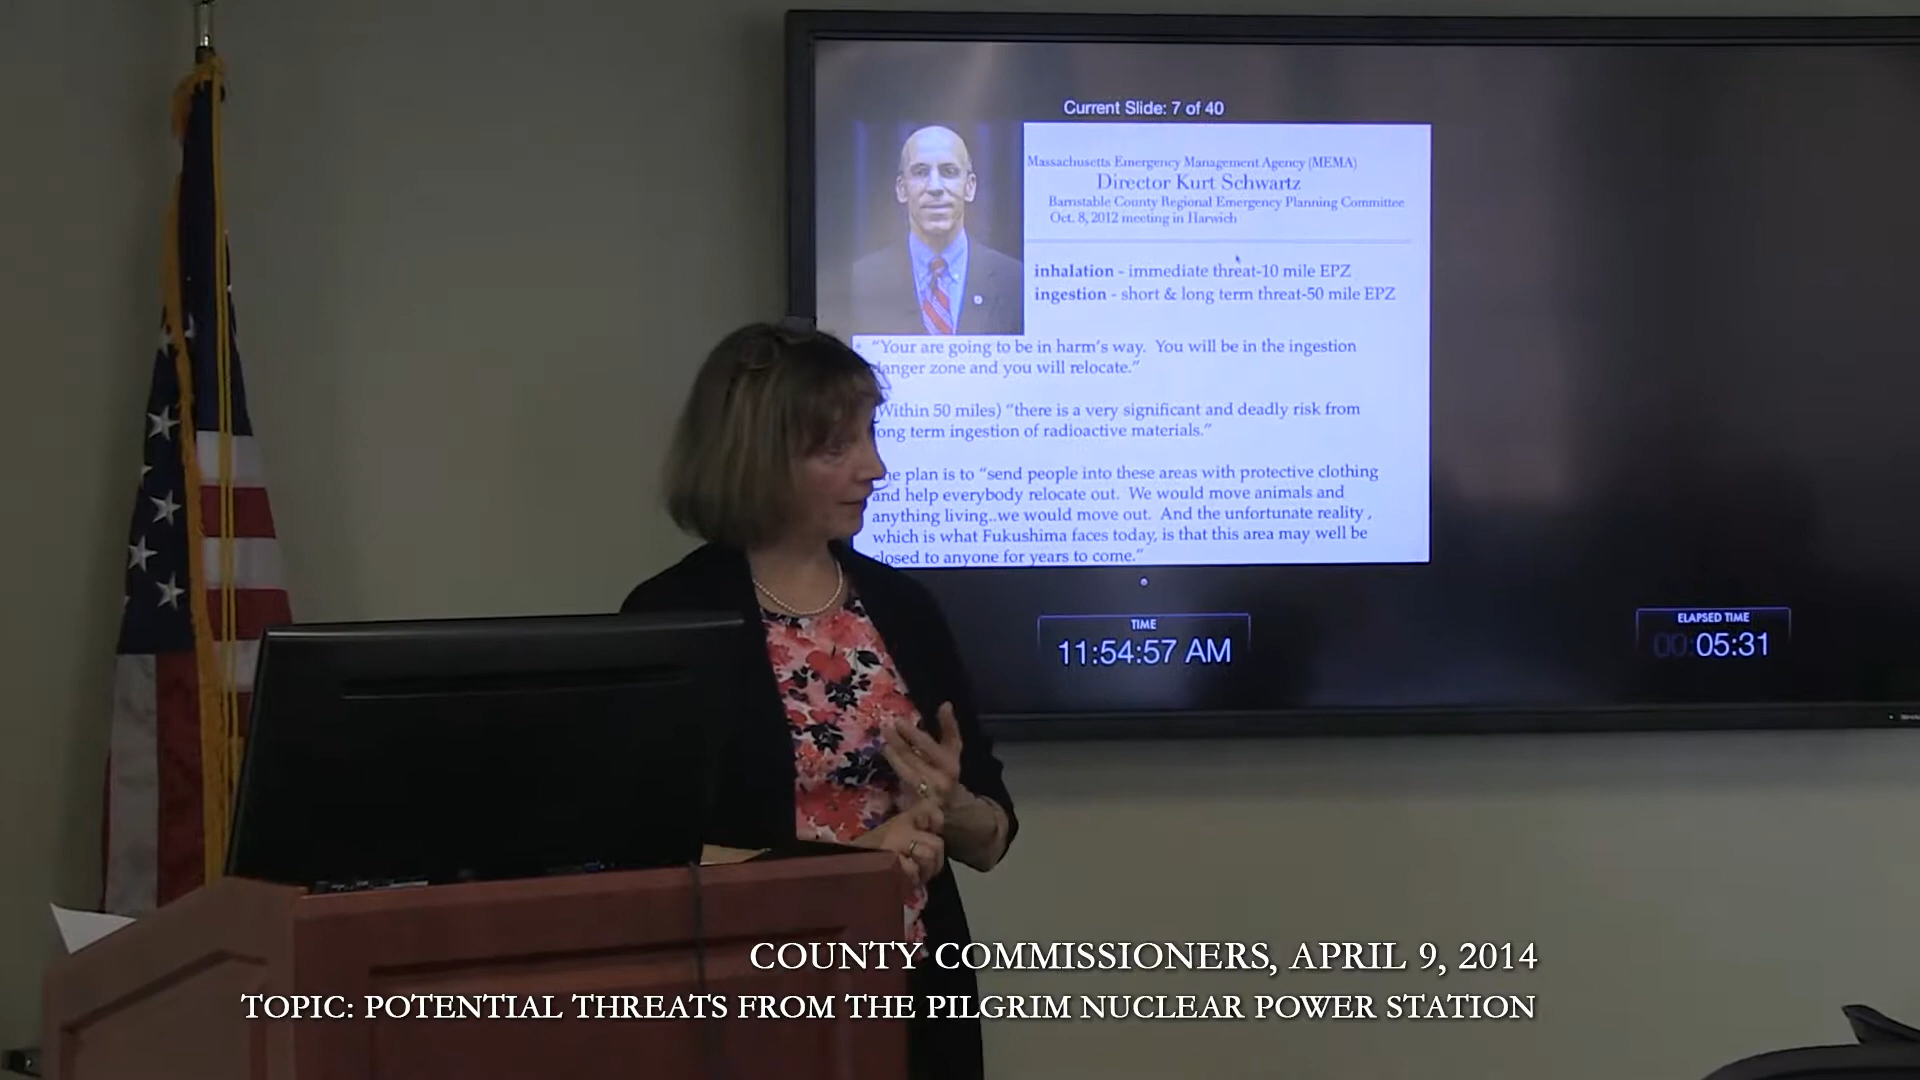 Current Slide: 7 of 40
Massachusetts Emergency Management Agency (MEMA)
Director Kurt Schwartz
Barnstable County Regional Emergency Planning Committee
Oct. 8, 2012 meeting in Harwich
inhalation - immediate threat-10 mile EPZ
ingestion - short & long term threat-50 mile EPZ
"Your are going to be in harm's way. You will be in the ingestion
danger zone and you will relocate."
(Within 50 miles) "there is a very significant and deadly risk from
long term ingestion of radioactive materials."
he plan is to "send people into these areas with protective clothing
and help everybody relocate out. We would move animals and
anything living..we would move out. And the unfortunate reality ,
which is what Fukushima faces today, is that this area may well be
closed to anyone for years to come."
TIME
11:54:57 AM
ELAPSED TIME
00:05:31
COUNTY COMMISSIONERS, APRIL 9, 2014
TOPIC: POTENTIAL THREATS FROM THE PILGRIM NUCLEAR POWER STATION